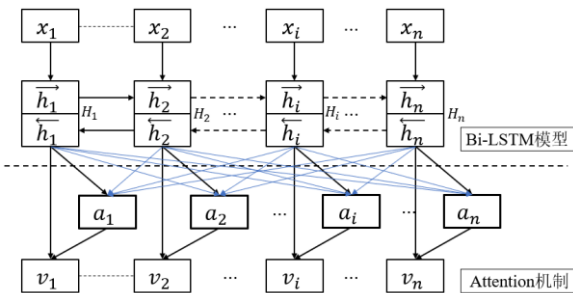 x₁ x₂ ... xᵢ ... xₙ
→h₁ H₁ →h₂ H₂ ... →hᵢ Hᵢ ... →hₙ Hₙ
←h₁ ←h₂ ←hᵢ ←hₙ
Bi-LSTM模型
a₁ a₂ ... aᵢ ... aₙ
v₁ v₂ ... vᵢ ... vₙ
Attention机制